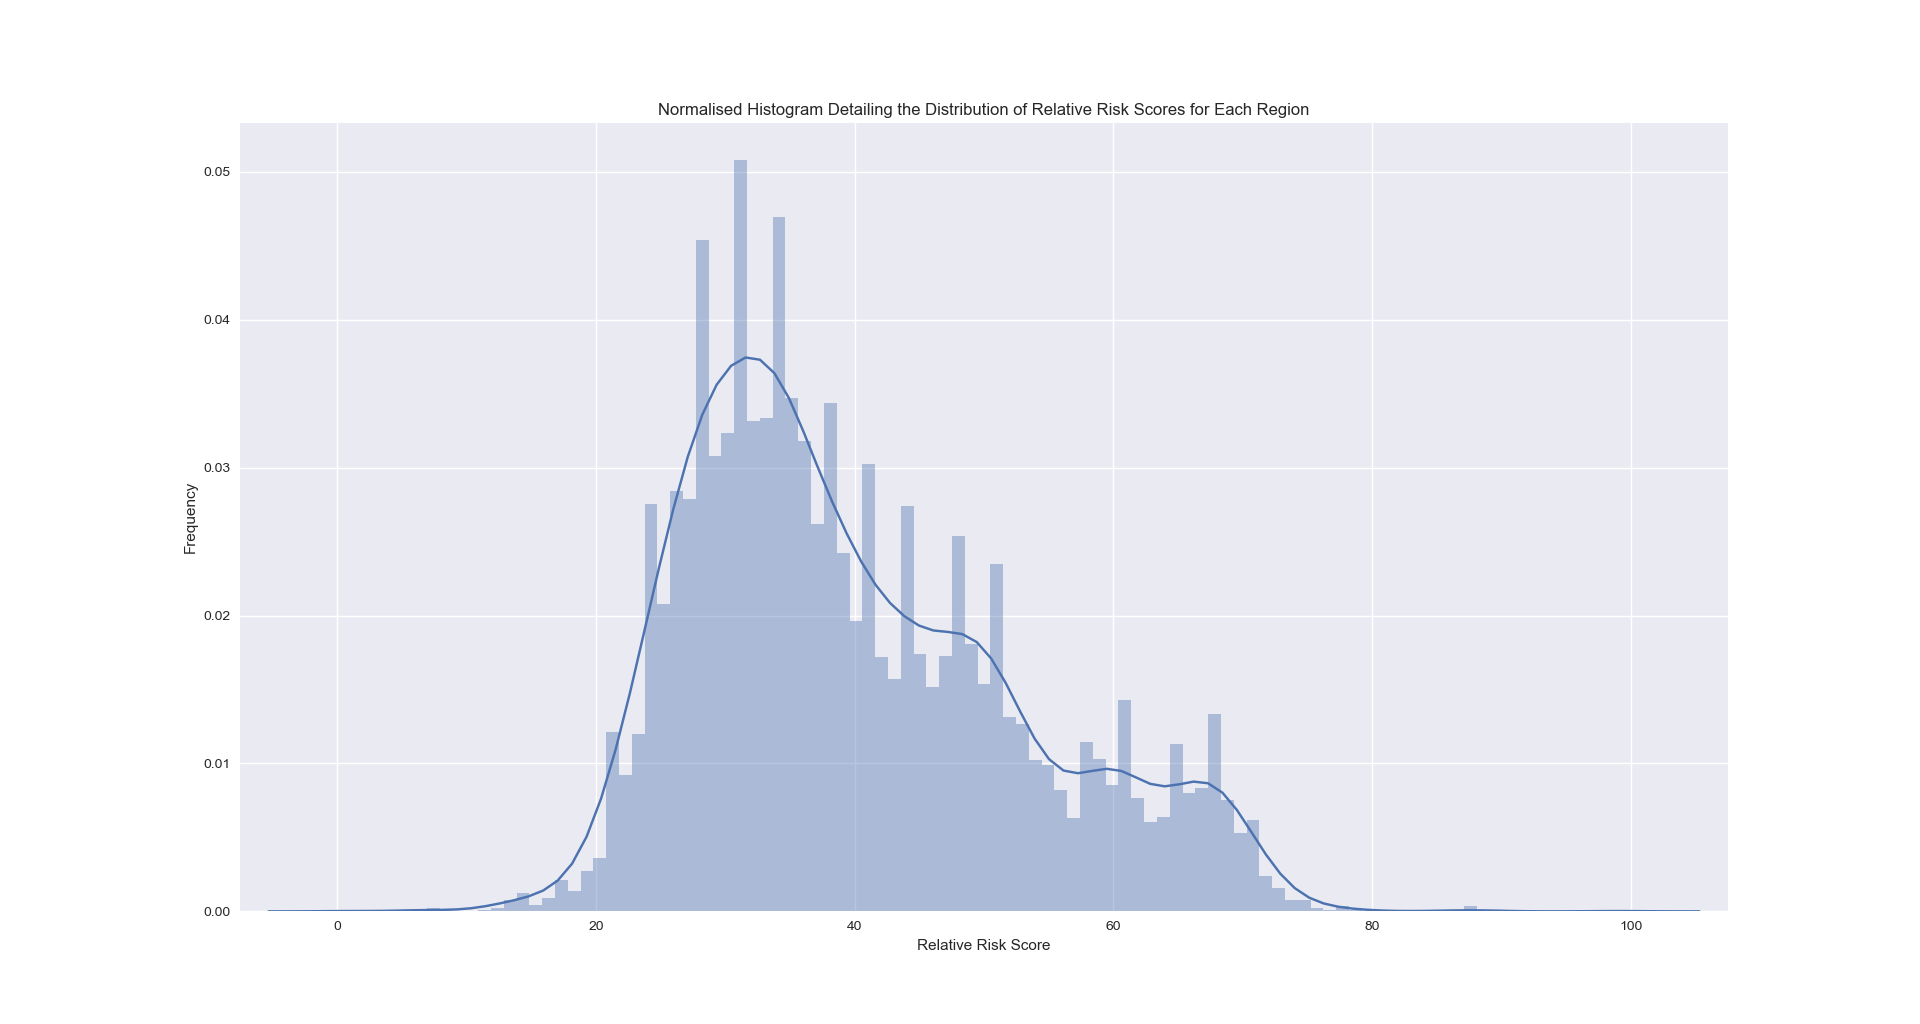 Normalised Histogram Detailing the Distribution of Relative Risk Scores for Each Region
0.05
0.04
0.03
0.02
0.01
0.00
Frequency
0 20 40 60 80 100
Relative Risk Score